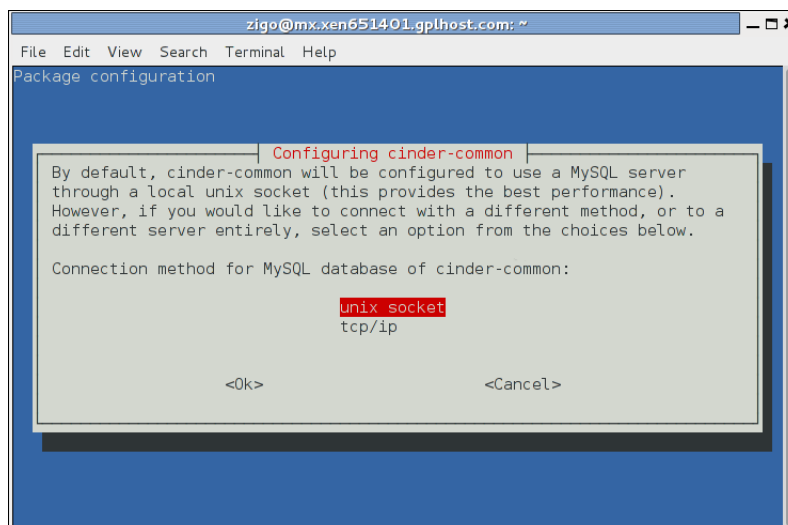 zigo@mx.xen651401.gplhost.com: ~
File Edit View Search Terminal Help
Package configuration
Configuring cinder-common
By default, cinder-common will be configured to use a MySQL server
through a local unix socket (this provides the best performance).
However, if you would like to connect with a different method, or to a
different server entirely, select an option from the choices below.
Connection method for MySQL database of cinder-common:
unix socket
tcp/ip
<Ok> <Cancel>